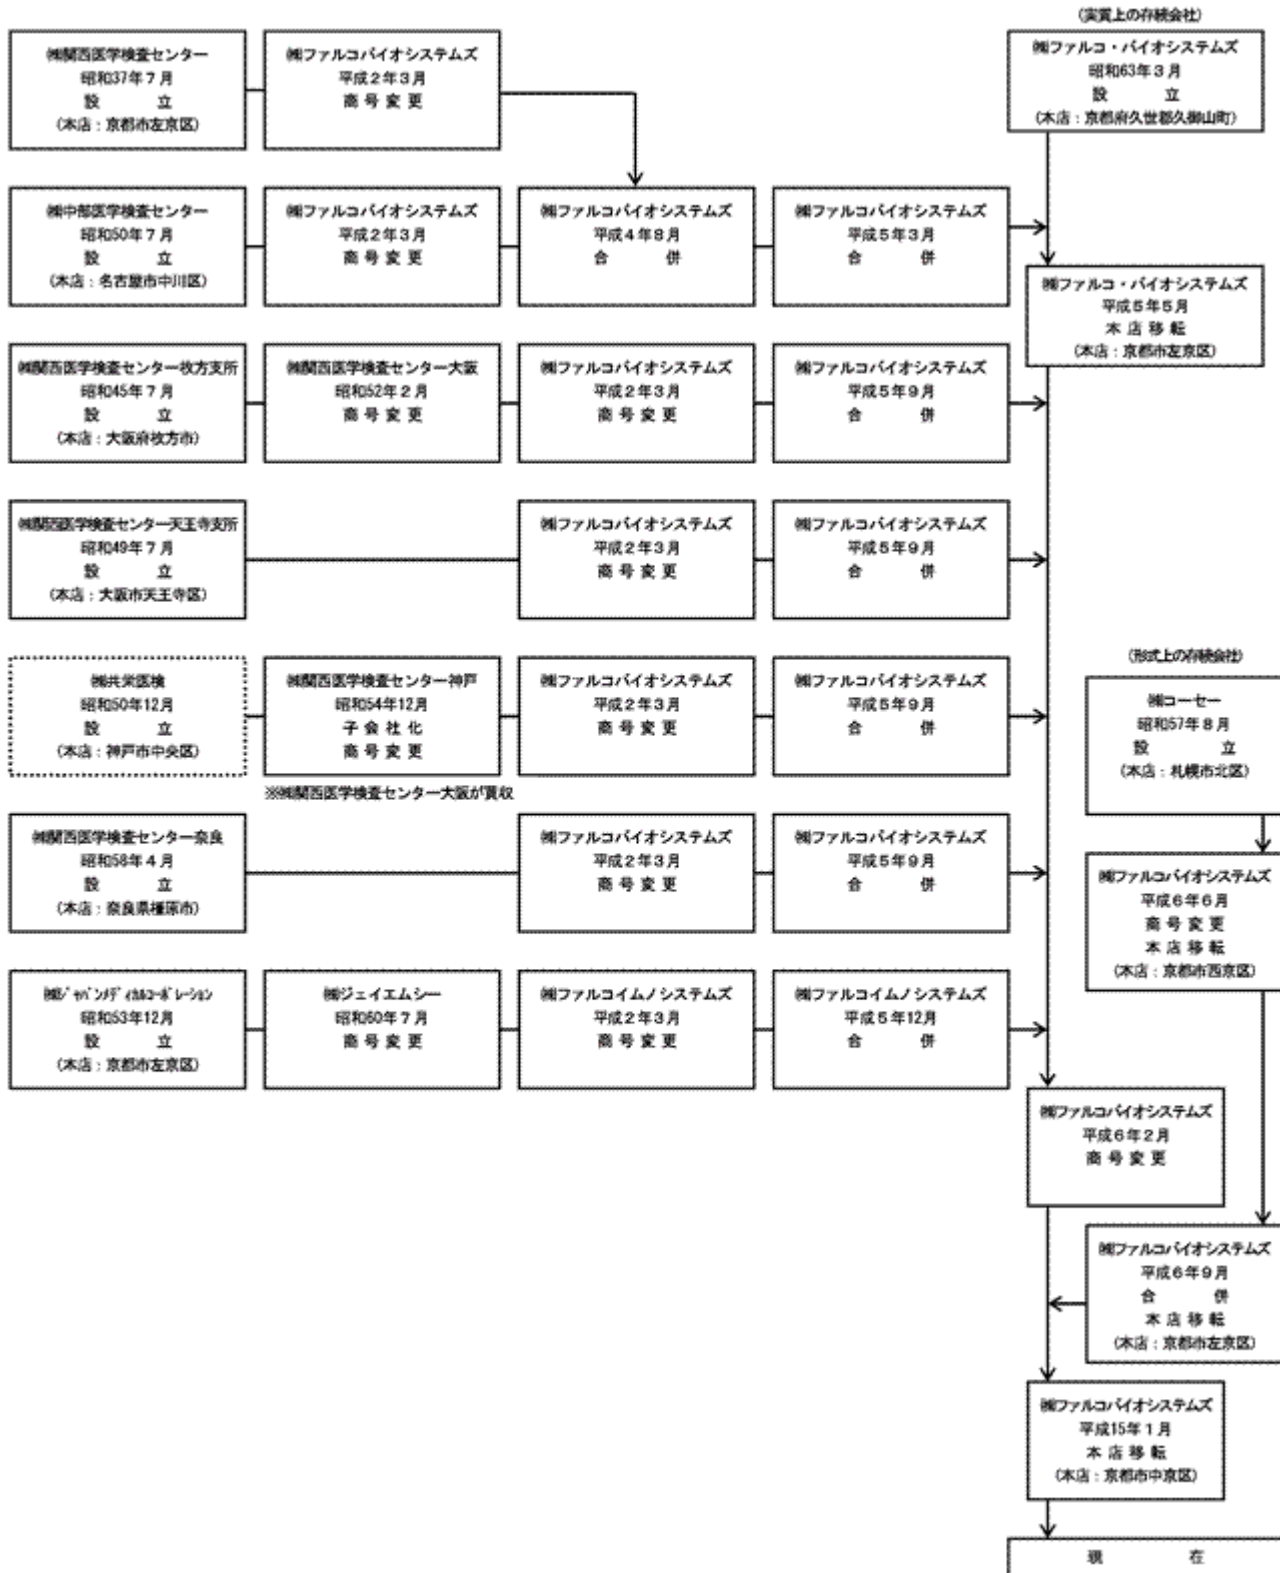 (実質上の存続会社)
㈱ファルコ・バイオシステムズ
昭和63年3月
設　　立
(本店：京都府久世郡久御山町)
㈱関西医学検査センター
昭和37年7月
設　　立
(本店：京都市左京区)
㈱ファルコバイオシステムズ
平成2年3月
商号変更
㈱中部医学検査センター
昭和50年7月
設　　立
(本店：名古屋市中川区)
㈱ファルコバイオシステムズ
平成2年3月
商号変更
㈱ファルコバイオシステムズ
平成4年8月
合　　併
㈱ファルコバイオシステムズ
平成5年3月
合　　併
㈱ファルコ・バイオシステムズ
平成5年5月
本店移転
(本店：京都市左京区)
㈱関西医学検査センター枚方支所
昭和45年7月
設　　立
(本店：大阪府枚方市)
㈱関西医学検査センター大阪
昭和52年2月
商号変更
㈱ファルコバイオシステムズ
平成2年3月
商号変更
㈱ファルコバイオシステムズ
平成5年9月
合　　併
㈱関西医学検査センター天王寺支所
昭和49年7月
設　　立
(本店：大阪市天王寺区)
㈱ファルコバイオシステムズ
平成2年3月
商号変更
㈱ファルコバイオシステムズ
平成5年9月
合　　併
㈱共栄医検
昭和50年12月
設　　立
(本店：神戸市中央区)
㈱関西医学検査センター神戸
昭和54年12月
子会社化
商号変更
※㈱関西医学検査センター大阪が買収
㈱ファルコバイオシステムズ
平成2年3月
商号変更
㈱ファルコバイオシステムズ
平成5年9月
合　　併
(形式上の存続会社)
㈱コーセー
昭和57年8月
設　　立
(本店：札幌市北区)
㈱関西医学検査センター奈良
昭和58年4月
設　　立
(本店：奈良県橿原市)
㈱ファルコバイオシステムズ
平成2年3月
商号変更
㈱ファルコバイオシステムズ
平成5年9月
合　　併
㈱ファルコバイオシステムズ
平成6年6月
商号変更
本店移転
(本店：京都市西京区)
㈱ｼﾞｬﾊﾟﾝﾒﾃﾞｨｶﾙｺｰﾎﾟﾚｰｼｮﾝ
昭和53年12月
設　　立
(本店：京都市左京区)
㈱ジェイエムシー
昭和60年7月
商号変更
㈱ファルコイムノシステムズ
平成2年3月
商号変更
㈱ファルコイムノシステムズ
平成5年12月
合　　併
㈱ファルコバイオシステムズ
平成6年2月
商号変更
㈱ファルコバイオシステムズ
平成6年9月
合　　併
本店移転
(本店：京都市左京区)
㈱ファルコバイオシステムズ
平成15年1月
本店移転
(本店：京都市中京区)
現　　在